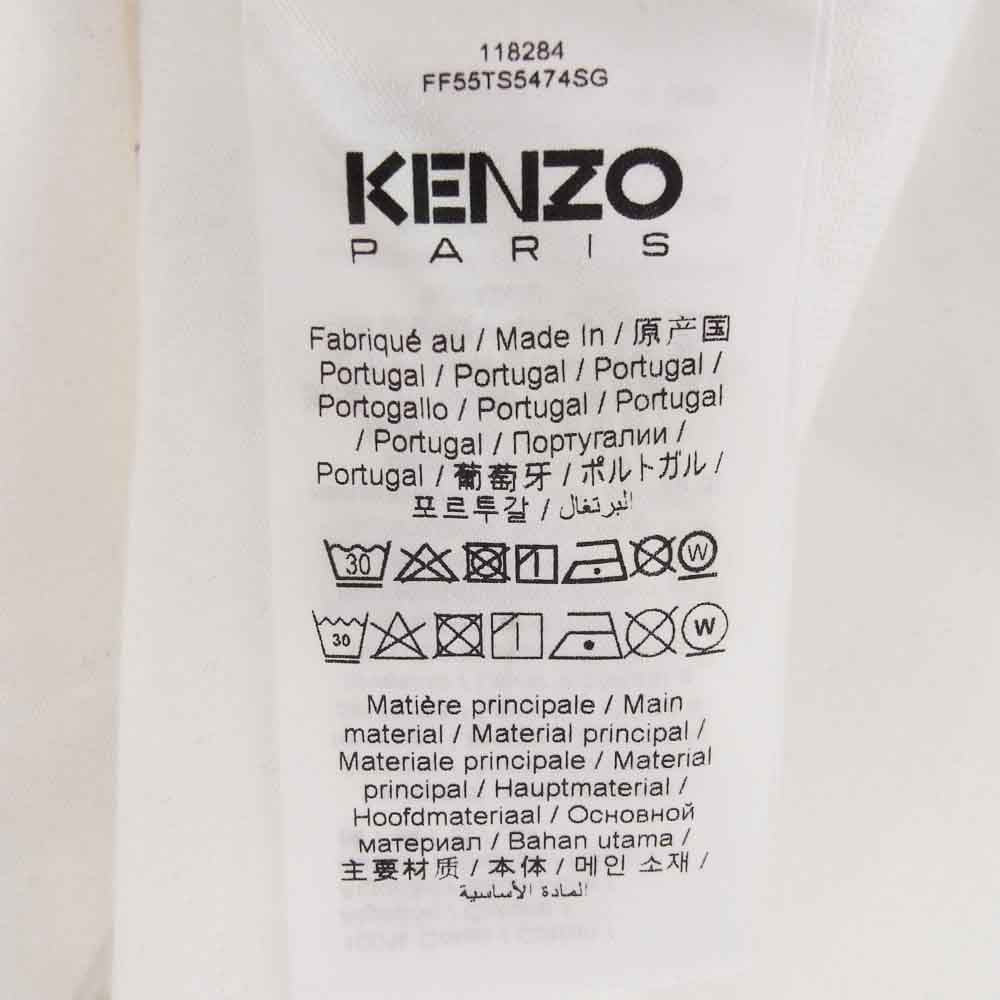 118284
FF55TS5474SG
KENZO
PARIS
Fabriqué au / Made In / 原产国
Portugal / Portugal / Portugal /
Portogallo / Portugal / Portugal
/ Portugal / Португалии /
Portugal / 葡萄牙 / ポルトガル /
포르투갈 / البرتغال
30 W
30 W
Matière principale / Main
material / Material principal /
Materiale principale / Material
principal / Hauptmaterial /
Hoofdmateriaal / Основной
материал / Bahan utama /
主要材质 / 本体 / 메인 소재 /
المادة الأساسية